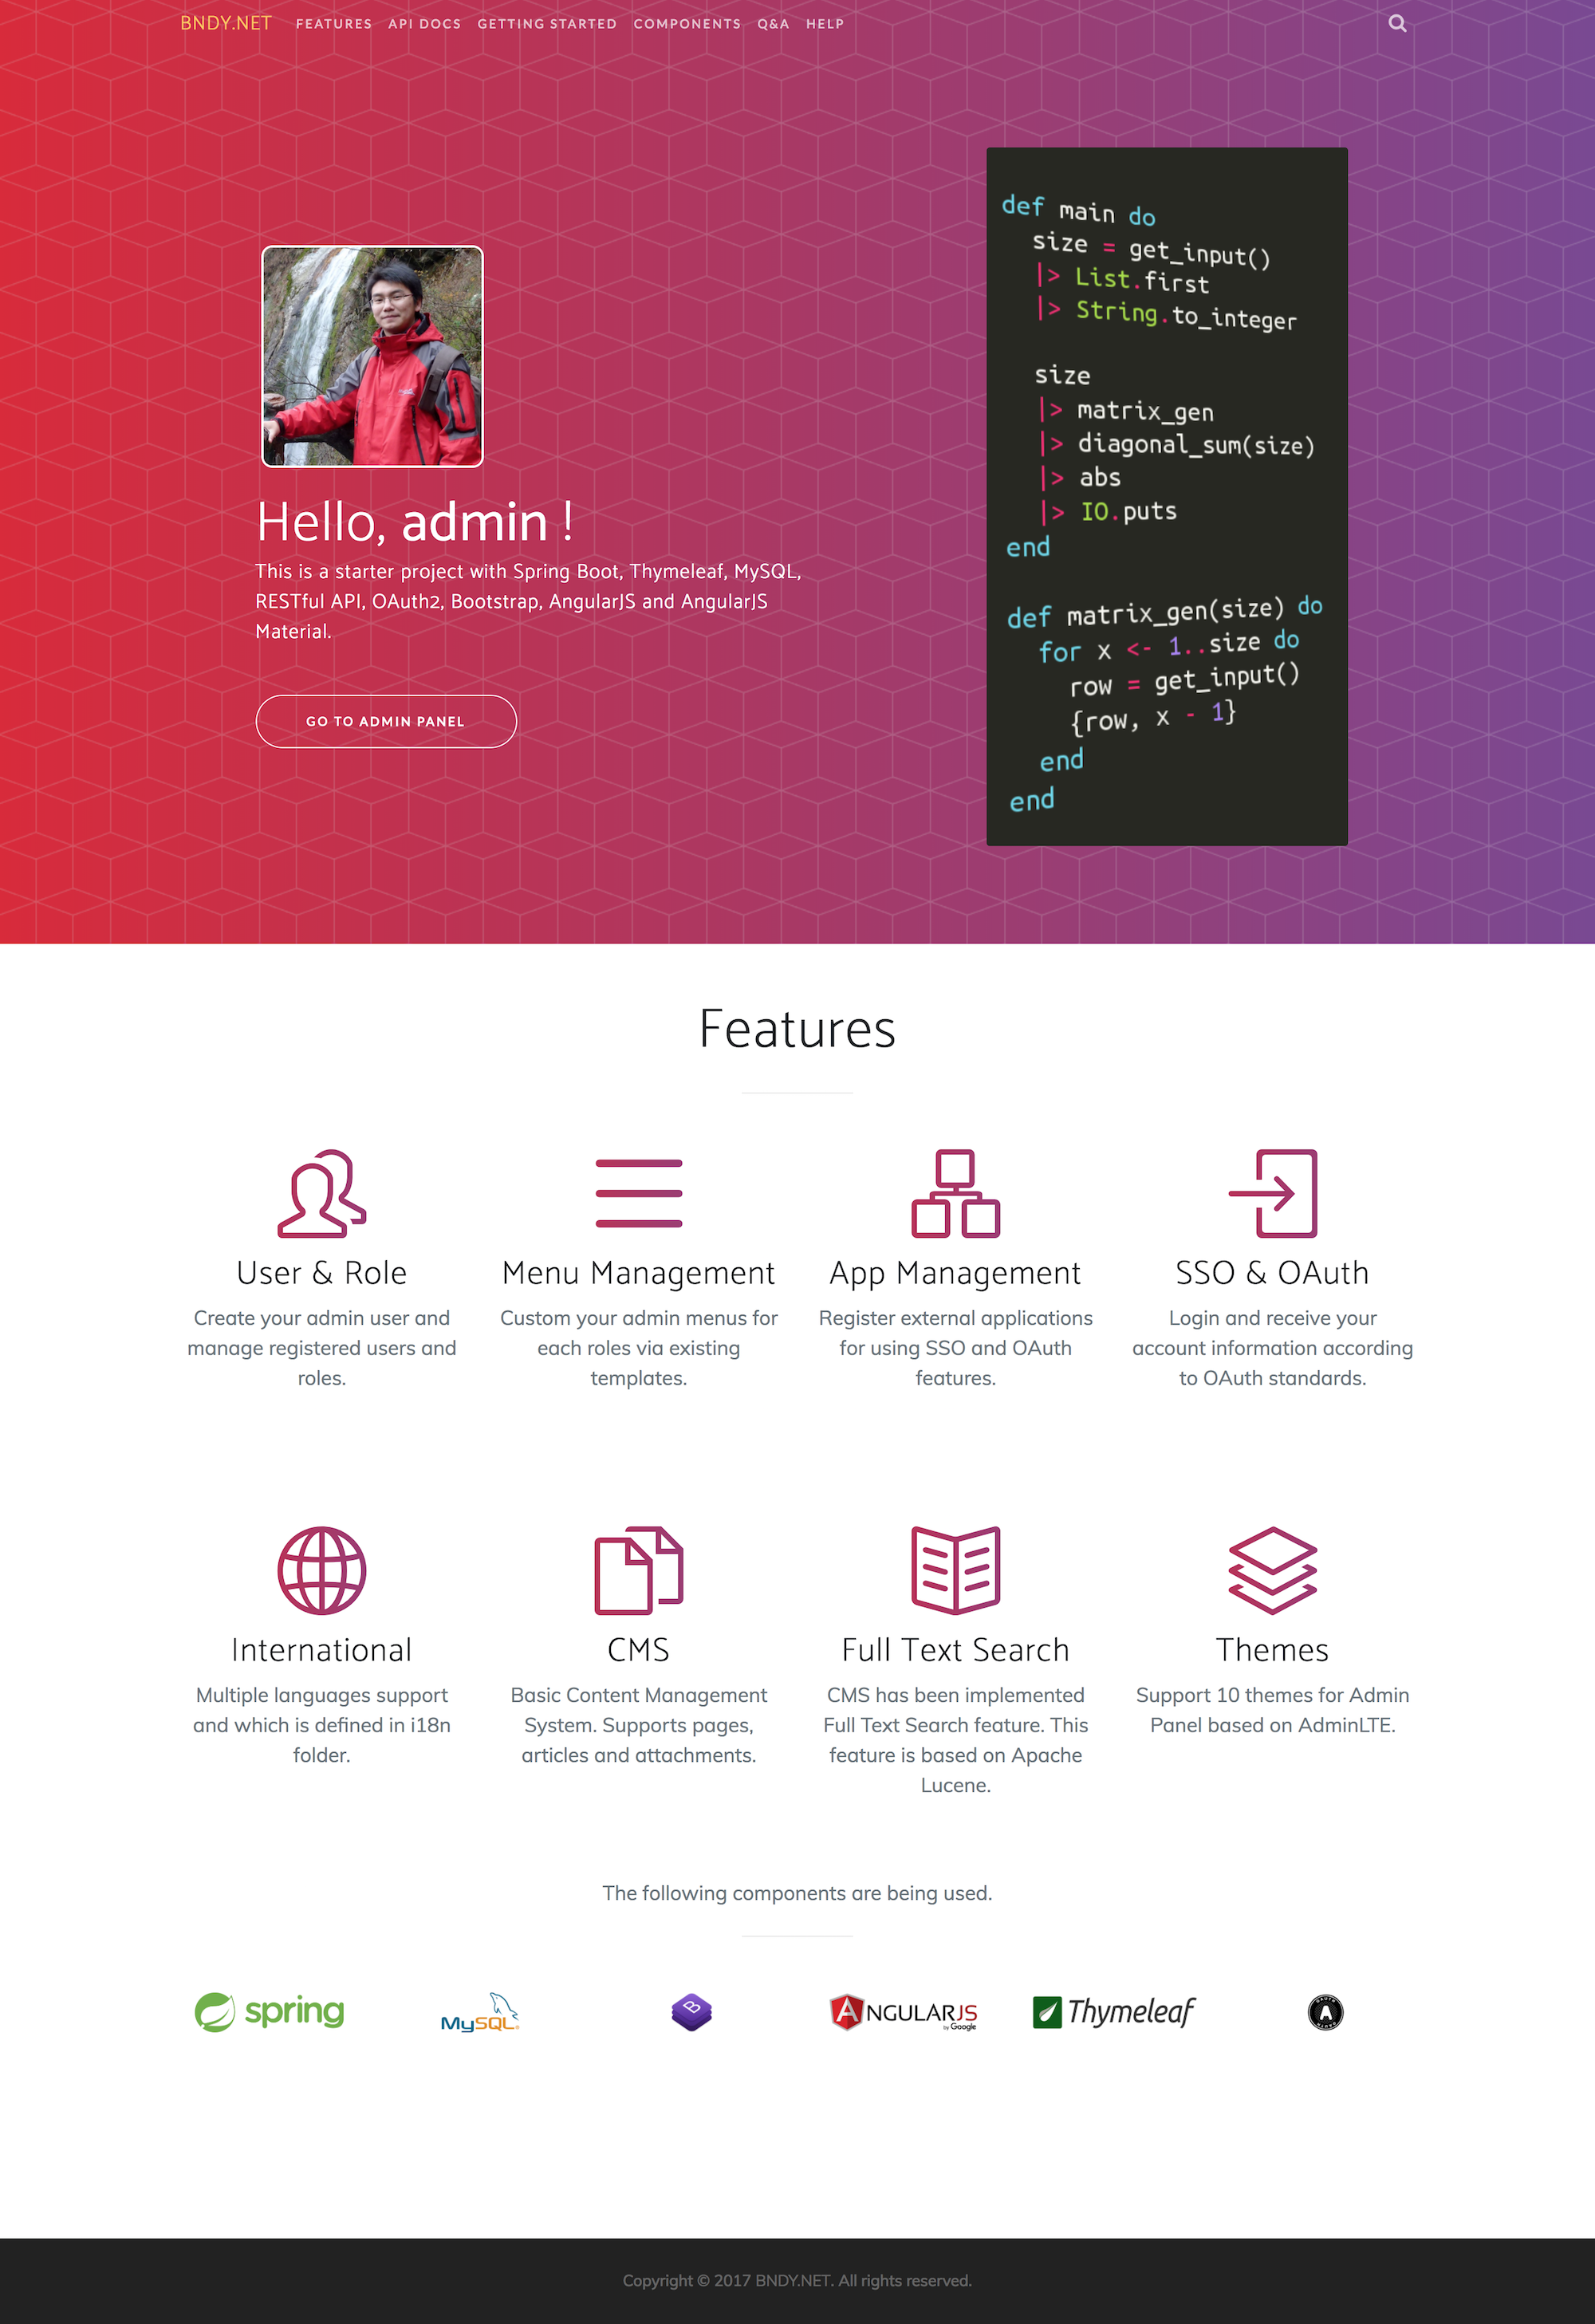 BNDY.NET FEATURES API DOCS GETTING STARTED COMPONENTS Q&A HELP
Hello, admin !
This is a starter project with Spring Boot, Thymeleaf, MySQL,
RESTful API, OAuth2, Bootstrap, AngularJS and AngularJS
Material.
GO TO ADMIN PANEL
def main do
size = get_input()
|> List.first
|> String.to_integer
size
|> matrix_gen
|> diagonal_sum(size)
|> abs
|> IO.puts
end
def matrix_gen(size) do
for x <- 1..size do
row = get_input()
{row, x - 1}
end
end
Features
User & Role
Create your admin user and
manage registered users and
roles.
Menu Management
Custom your admin menus for
each roles via existing
templates.
App Management
Register external applications
for using SSO and OAuth
features.
SSO & OAuth
Login and receive your
account information according
to OAuth standards.
International
Multiple languages support
and which is defined in i18n
folder.
CMS
Basic Content Management
System. Supports pages,
articles and attachments.
Full Text Search
CMS has been implemented
Full Text Search feature. This
feature is based on Apache
Lucene.
Themes
Support 10 themes for Admin
Panel based on AdminLTE.
The following components are being used.
spring
MySQL
B
ANGULARJS
by Google
Thymeleaf
A
Copyright © 2017 BNDY.NET. All rights reserved.